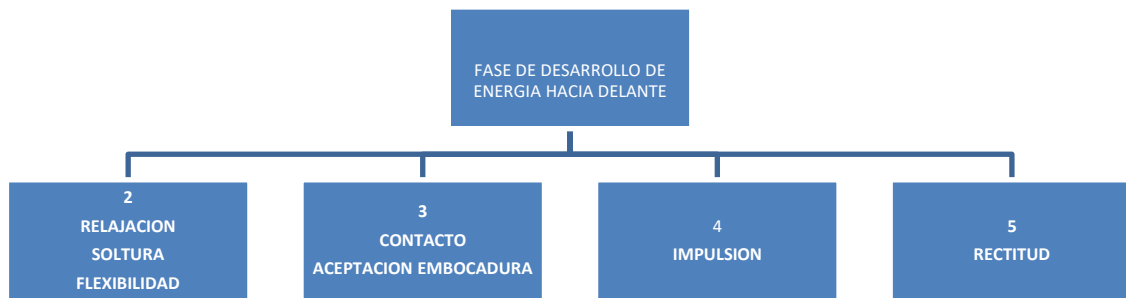 FASE DE DESARROLLO DE
ENERGIA HACIA DELANTE
2
RELAJACION
SOLTURA
FLEXIBILIDAD
3
CONTACTO
ACEPTACION EMBOCADURA
4
IMPULSION
5
RECTITUD